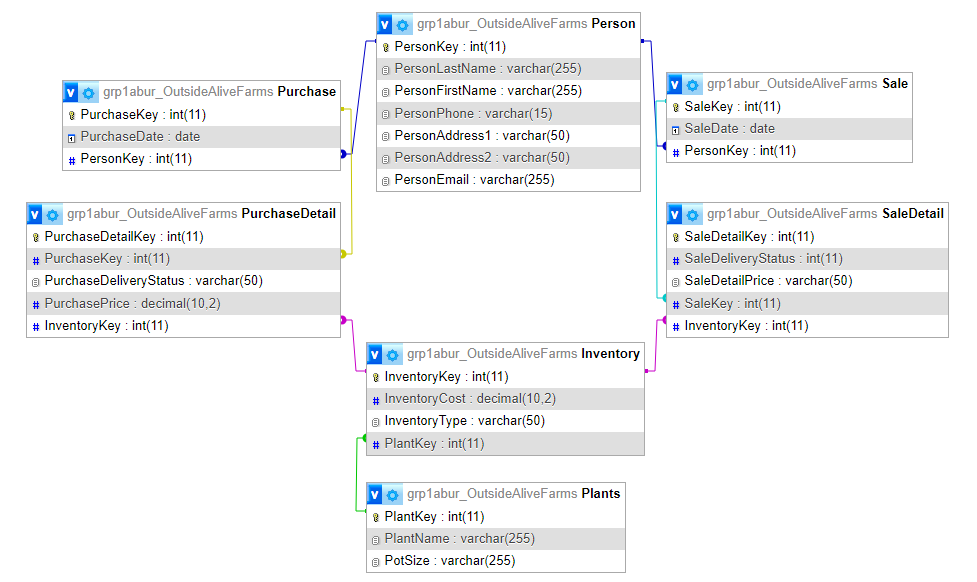 grp1abur_OutsideAliveFarms Person
PersonKey : int(11)
PersonLastName : varchar(255)
PersonFirstName : varchar(255)
PersonPhone : varchar(15)
PersonAddress1 : varchar(50)
PersonAddress2 : varchar(50)
PersonEmail : varchar(255)
grp1abur_OutsideAliveFarms Purchase
PurchaseKey : int(11)
PurchaseDate : date
PersonKey : int(11)
grp1abur_OutsideAliveFarms Sale
SaleKey : int(11)
SaleDate : date
PersonKey : int(11)
grp1abur_OutsideAliveFarms PurchaseDetail
PurchaseDetailKey : int(11)
PurchaseKey : int(11)
PurchaseDeliveryStatus : varchar(50)
PurchasePrice : decimal(10,2)
InventoryKey : int(11)
grp1abur_OutsideAliveFarms SaleDetail
SaleDetailKey : int(11)
SaleDeliveryStatus : int(11)
SaleDetailPrice : varchar(50)
SaleKey : int(11)
InventoryKey : int(11)
grp1abur_OutsideAliveFarms Inventory
InventoryKey : int(11)
InventoryCost : decimal(10,2)
InventoryType : varchar(50)
PlantKey : int(11)
grp1abur_OutsideAliveFarms Plants
PlantKey : int(11)
PlantName : varchar(255)
PotSize : varchar(255)